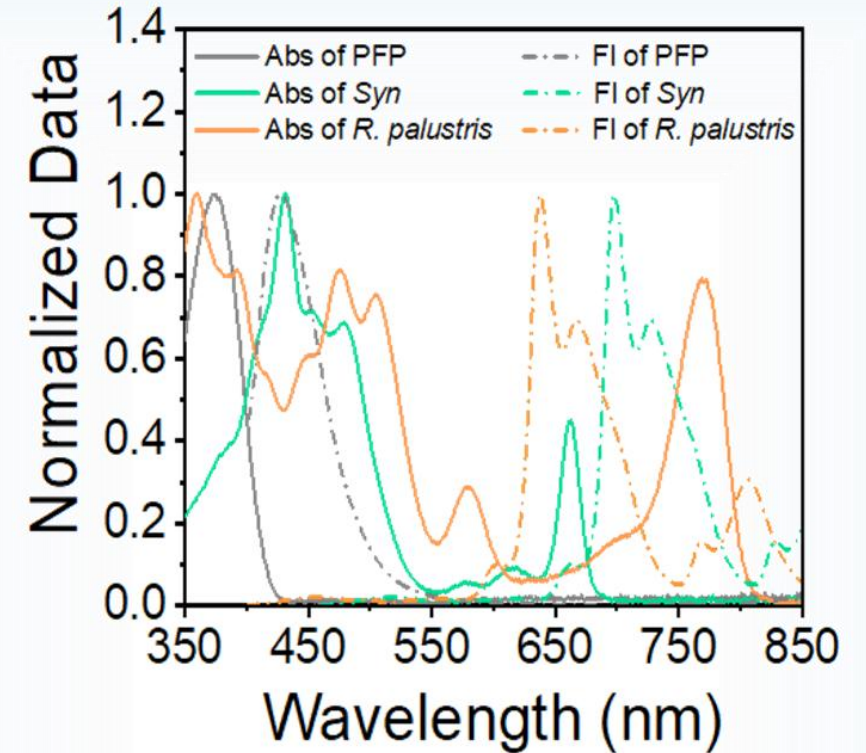 Normalized Data
1.4
1.2
1.0
0.8
0.6
0.4
0.2
0.0
Abs of PFP
Abs of Syn
Abs of R. palustris
Fl of PFP
Fl of Syn
Fl of R. palustris
350 450 550 650 750 850
Wavelength (nm)